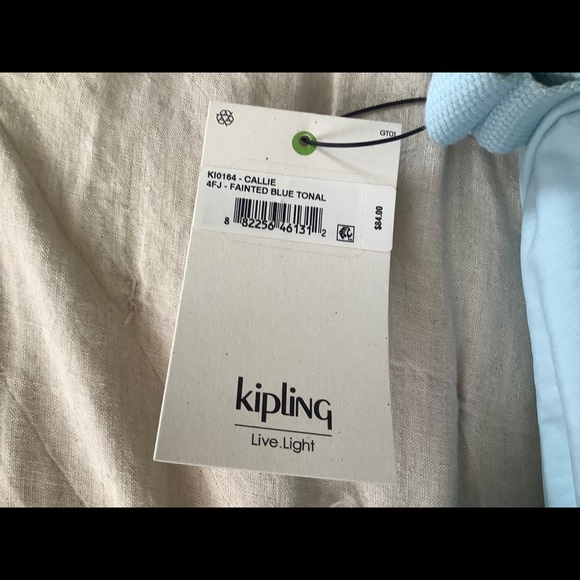 GT01
KI0164 - CALLIE
4FJ - FAINTED BLUE TONAL
8 82256 46131 2
$84.00
kipling
Live.Light